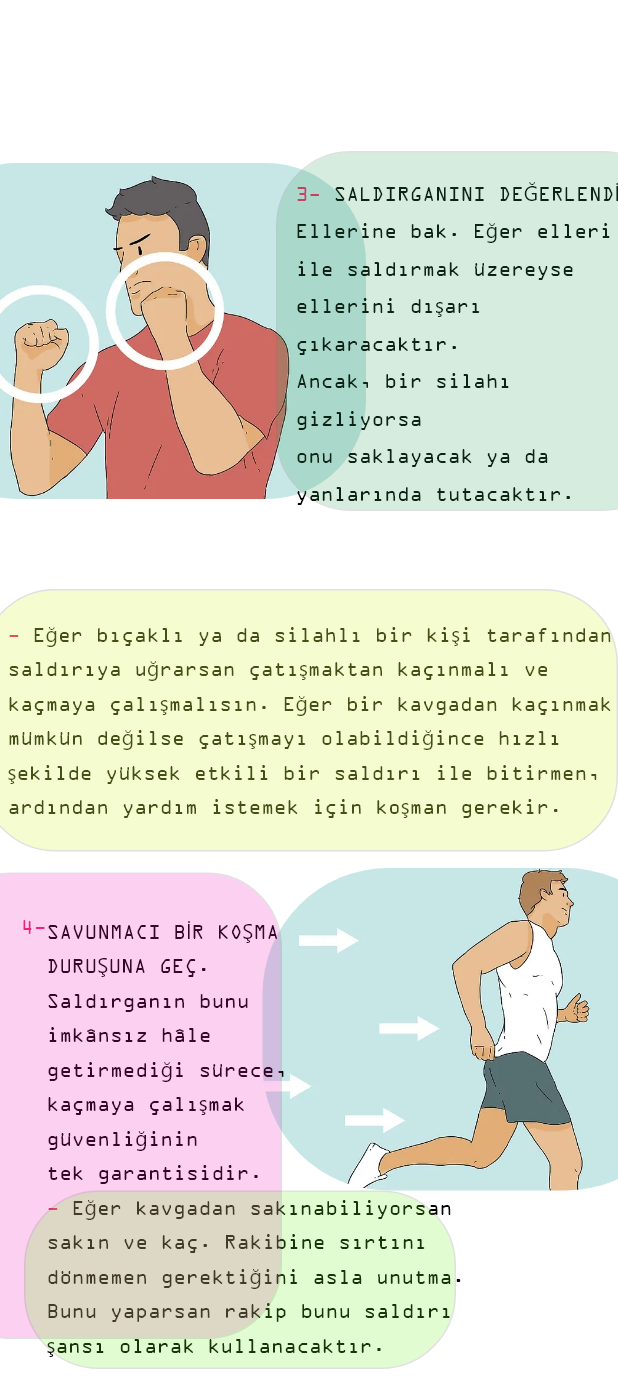 3- SALDIRGANINI DEĞERLENDİ
Ellerine bak. Eğer elleri
ile saldırmak üzereyse
ellerini dışarı
çıkaracaktır.
Ancak, bir silahı
gizliyorsa
onu saklayacak ya da
yanlarında tutacaktır.
- Eğer bıçaklı ya da silahlı bir kişi tarafından
saldırıya uğrarsan çatışmaktan kaçınmalı ve
kaçmaya çalışmalısın. Eğer bir kavgadan kaçınmak
mümkün değilse çatışmayı olabildiğince hızlı
şekilde yüksek etkili bir saldırı ile bitirmen,
ardından yardım istemek için koşman gerekir.
4-SAVUNMACI BİR KOŞMA
DURUŞUNA GEÇ.
Saldırganın bunu
imkânsız hâle
getirmediği sürece,
kaçmaya çalışmak
güvenliğinin
tek garantisidir.
- Eğer kavgadan sakınabiliyorsan
sakın ve kaç. Rakibine sırtını
dönmemen gerektiğini asla unutma.
Bunu yaparsan rakip bunu saldırı
şansı olarak kullanacaktır.